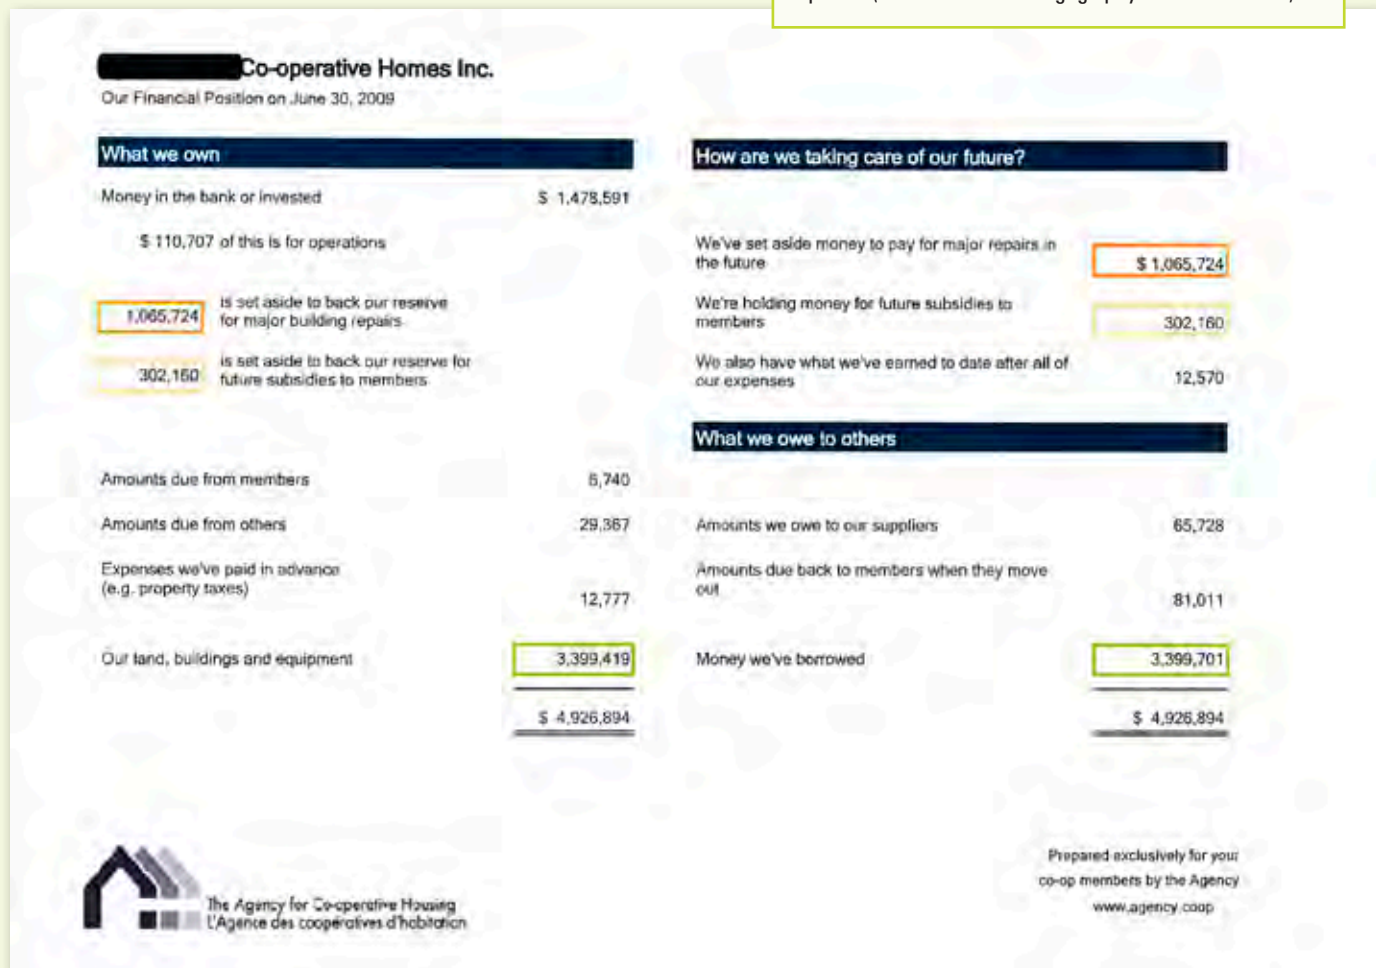 Co-operative Homes Inc.
Our Financial Position on June 30, 2009
What we own
Money in the bank or invested $ 1,478,591
$ 110,707 of this is for operations
1,065,724 is set aside to back our reserve
for major building repairs
302,160 is set aside to back our reserve for
future subsidies to members
Amounts due from members 6,740
Amounts due from others 29,367
Expenses we've paid in advance
(e.g. property taxes)
12,777
Our land, buildings and equipment 3,399,419
$ 4,926,894
How are we taking care of our future?
We've set aside money to pay for major repairs in
the future $ 1,065,724
We're holding money for future subsidies to
members 302,160
We also have what we've earned to date after all of
our expenses 12,570
What we owe to others
Amounts we owe to our suppliers 65,728
Amounts due back to members when they move
out
81,011
Money we've borrowed 3,399,701
$ 4,926,894
The Agency for Co-operative Housing
L'Agence des coopératives d'habitation
Prepared exclusively for your
co-op members by the Agency
www.agency.coop